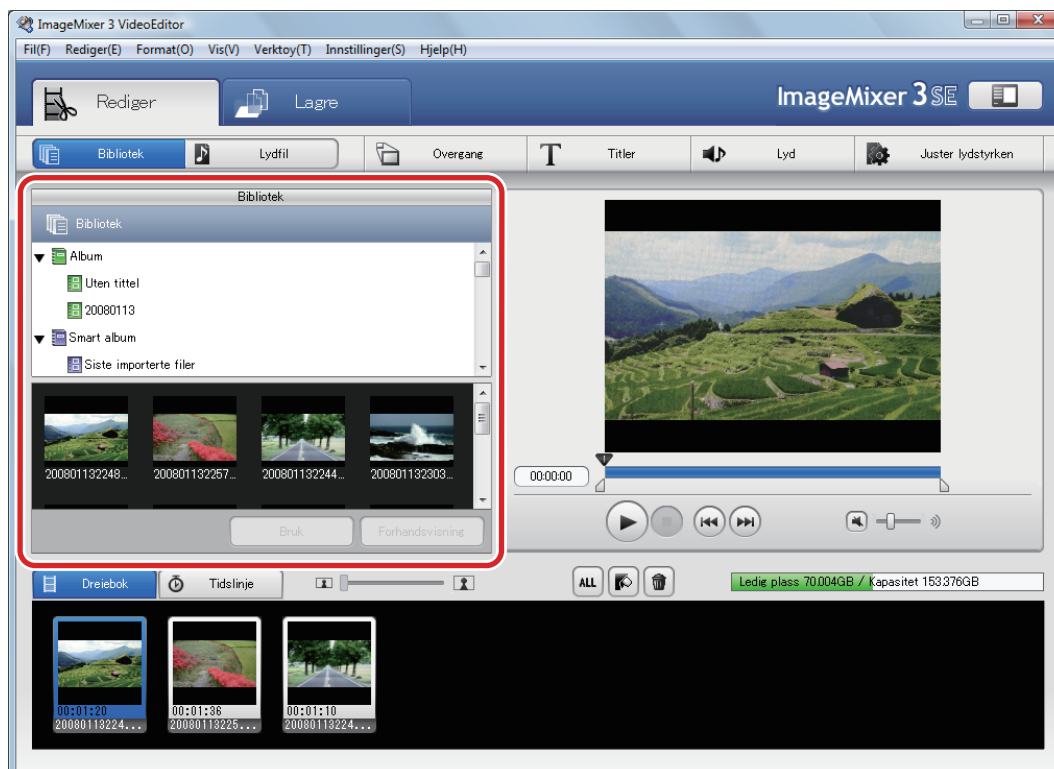 ImageMixer 3 VideoEditor
Fil(F) Rediger(E) Format(O) Vis(V) Verktoy(T) Innstillinger(S) Hjelp(H)
Rediger Lagre ImageMixer 3 SE
Bibliotek Lydfil Overgang T Titler Lyd Juster lydstyrken
Bibliotek
Bibliotek
Album
Uten tittel
20080113
Smart album
Siste importerte filer
200801132248... 200801132257... 200801132244... 200801132303...
00:00:00
Bruk Forhandsvisning
Dreiebok Tidslinje ALL Ledig plass 70.004GB / Kapasitet 153.376GB
00:01:20 00:01:36 00:01:10
20080113224... 20080113225... 20080113224...